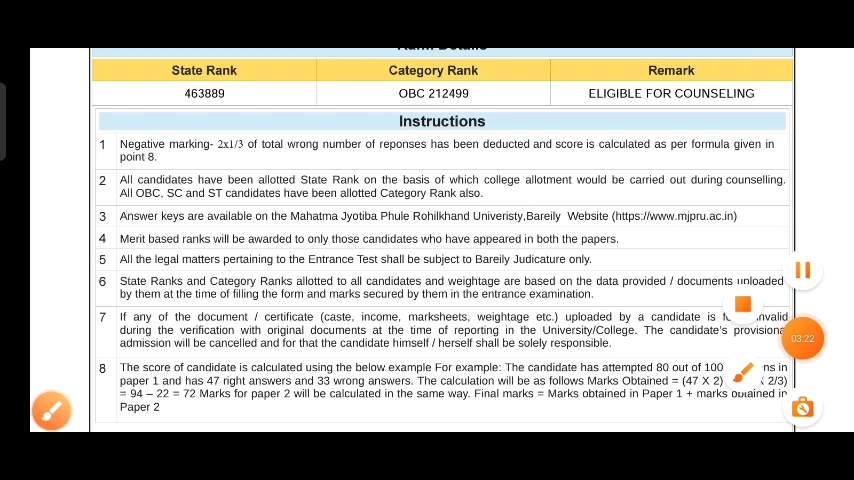 State Rank Category Rank Remark
463889 OBC 212499 ELIGIBLE FOR COUNSELING
Instructions
1 Negative marking- 2x1/3 of total wrong number of reponses has been deducted and score is calculated as per formula given in
point 8.
2 All candidates have been allotted State Rank on the basis of which college allotment would be carried out during counselling.
All OBC, SC and ST candidates have been allotted Category Rank also.
3 Answer keys are available on the Mahatma Jyotiba Phule Rohilkhand Univeristy,Bareily Website (https://www.mjpru.ac.in)
4 Merit based ranks will be awarded to only those candidates who have appeared in both the papers.
5 All the legal matters pertaining to the Entrance Test shall be subject to Bareily Judicature only.
6 State Ranks and Category Ranks allotted to all candidates and weightage are based on the data provided / documents uploaded
by them at the time of filling the form and marks secured by them in the entrance examination.
7 If any of the document / certificate (caste, income, marksheets, weightage etc.) uploaded by a candidate is invalid
during the verification with original documents at the time of reporting in the University/College. The candidate's provisional
admission will be cancelled and for that the candidate himself / herself shall be solely responsible.
8 The score of candidate is calculated using the below example For example: The candidate has attempted 80 out of 100 in
paper 1 and has 47 right answers and 33 wrong answers. The calculation will be as follows Marks Obtained = (47 X 2) X 2/3)
= 94 – 22 = 72 Marks for paper 2 will be calculated in the same way. Final marks = Marks obtained in Paper 1 + marks obtained in
Paper 2
03:22